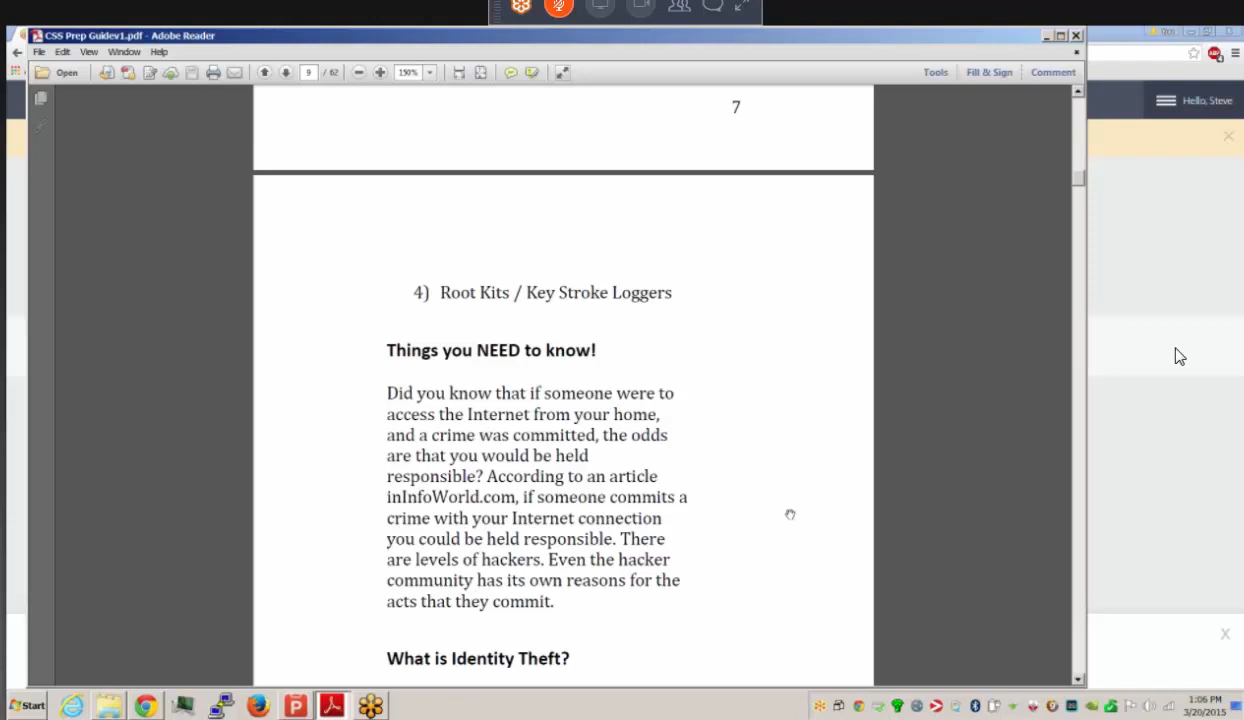 CSS Prep Guidev1.pdf - Adobe Reader
File Edit View Window Help
Open 9 / 62 150% Tools Fill & Sign Comment
Hello, Steve
7
4) Root Kits / Key Stroke Loggers
Things you NEED to know!
Did you know that if someone were to
access the Internet from your home,
and a crime was committed, the odds
are that you would be held
responsible? According to an article
inInfoWorld.com, if someone commits a
crime with your Internet connection
you could be held responsible. There
are levels of hackers. Even the hacker
community has its own reasons for the
acts that they commit.
What is Identity Theft?
Start
1:06 PM
3/20/2015